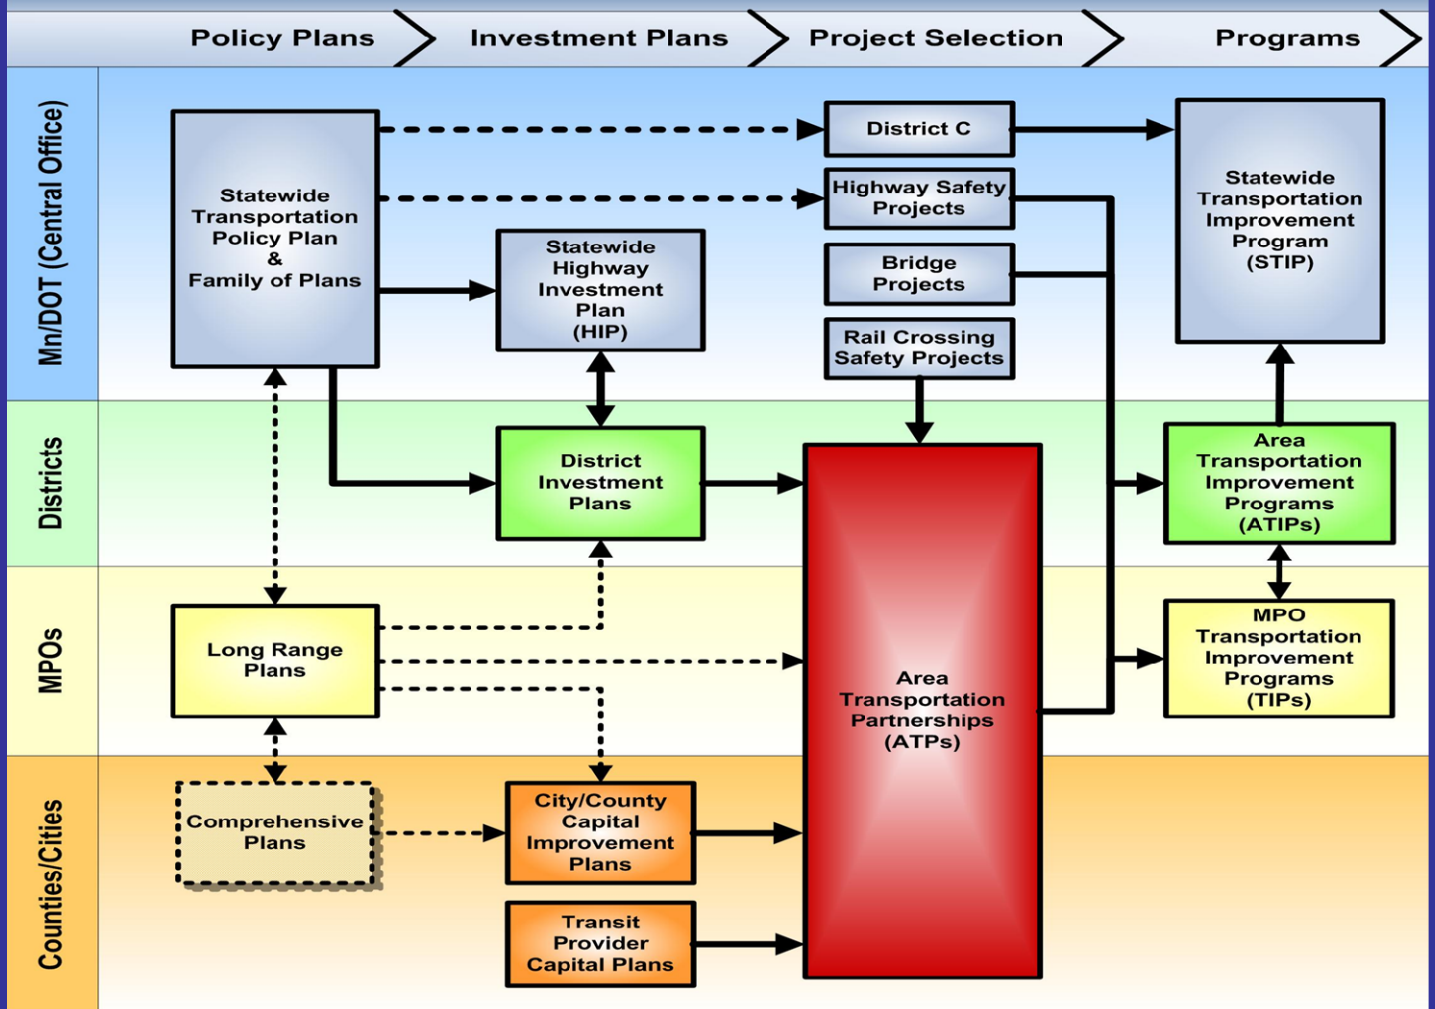 Policy Plans
Investment Plans
Project Selection
Programs
Mn/DOT (Central Office)
Statewide
Transportation
Policy Plan
&
Family of Plans
Statewide
Highway
Investment
Plan
(HIP)
District C
Highway Safety
Projects
Bridge
Projects
Rail Crossing
Safety Projects
Statewide
Transportation
Improvement
Program
(STIP)
Districts
District
Investment
Plans
Area
Transportation
Improvement
Programs
(ATIPs)
MPOs
Long Range
Plans
Area
Transportation
Partnerships
(ATPs)
MPO
Transportation
Improvement
Programs
(TIPs)
Counties/Cities
Comprehensive
Plans
City/County
Capital
Improvement
Plans
Transit
Provider
Capital Plans